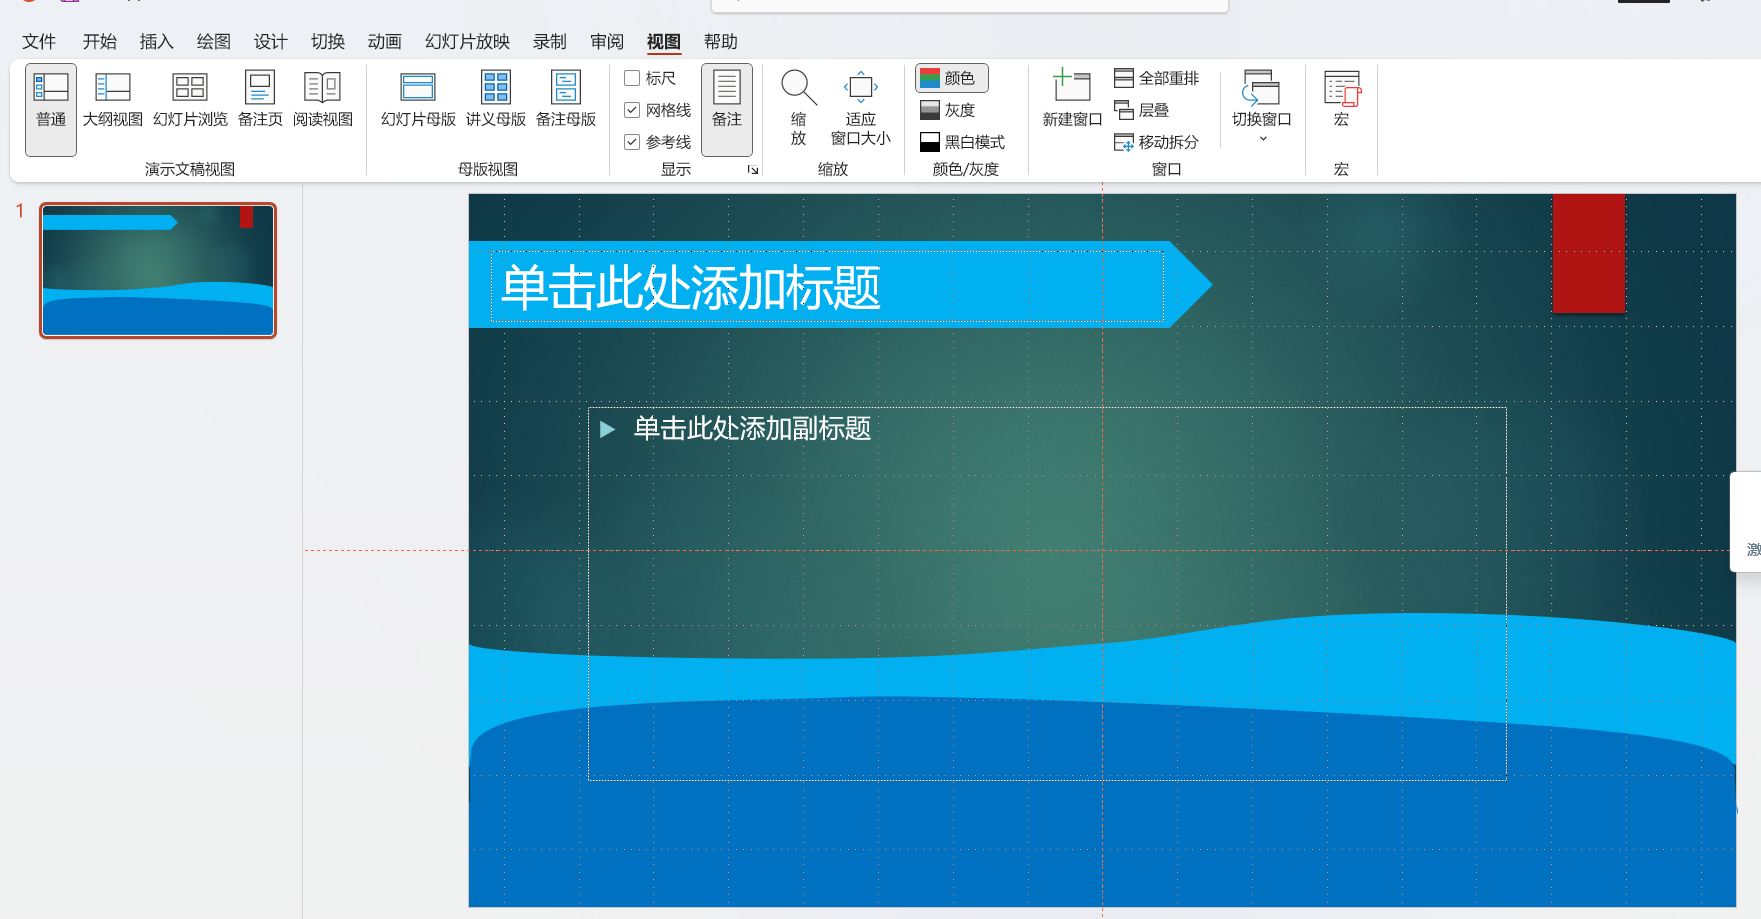 文件 开始 插入 绘图 设计 切换 动画 幻灯片放映 录制 审阅 视图 帮助
普通 大纲视图 幻灯片浏览 备注页 阅读视图
演示文稿视图
幻灯片母版 讲义母版 备注母版
母版视图
标尺
网格线
参考线
备注
显示
缩
放
适应
窗口大小
缩放
颜色
灰度
黑白模式
颜色/灰度
新建窗口
全部重排
层叠
移动拆分
切换窗口
窗口
宏
宏
1
单击此处添加标题
单击此处添加副标题
激